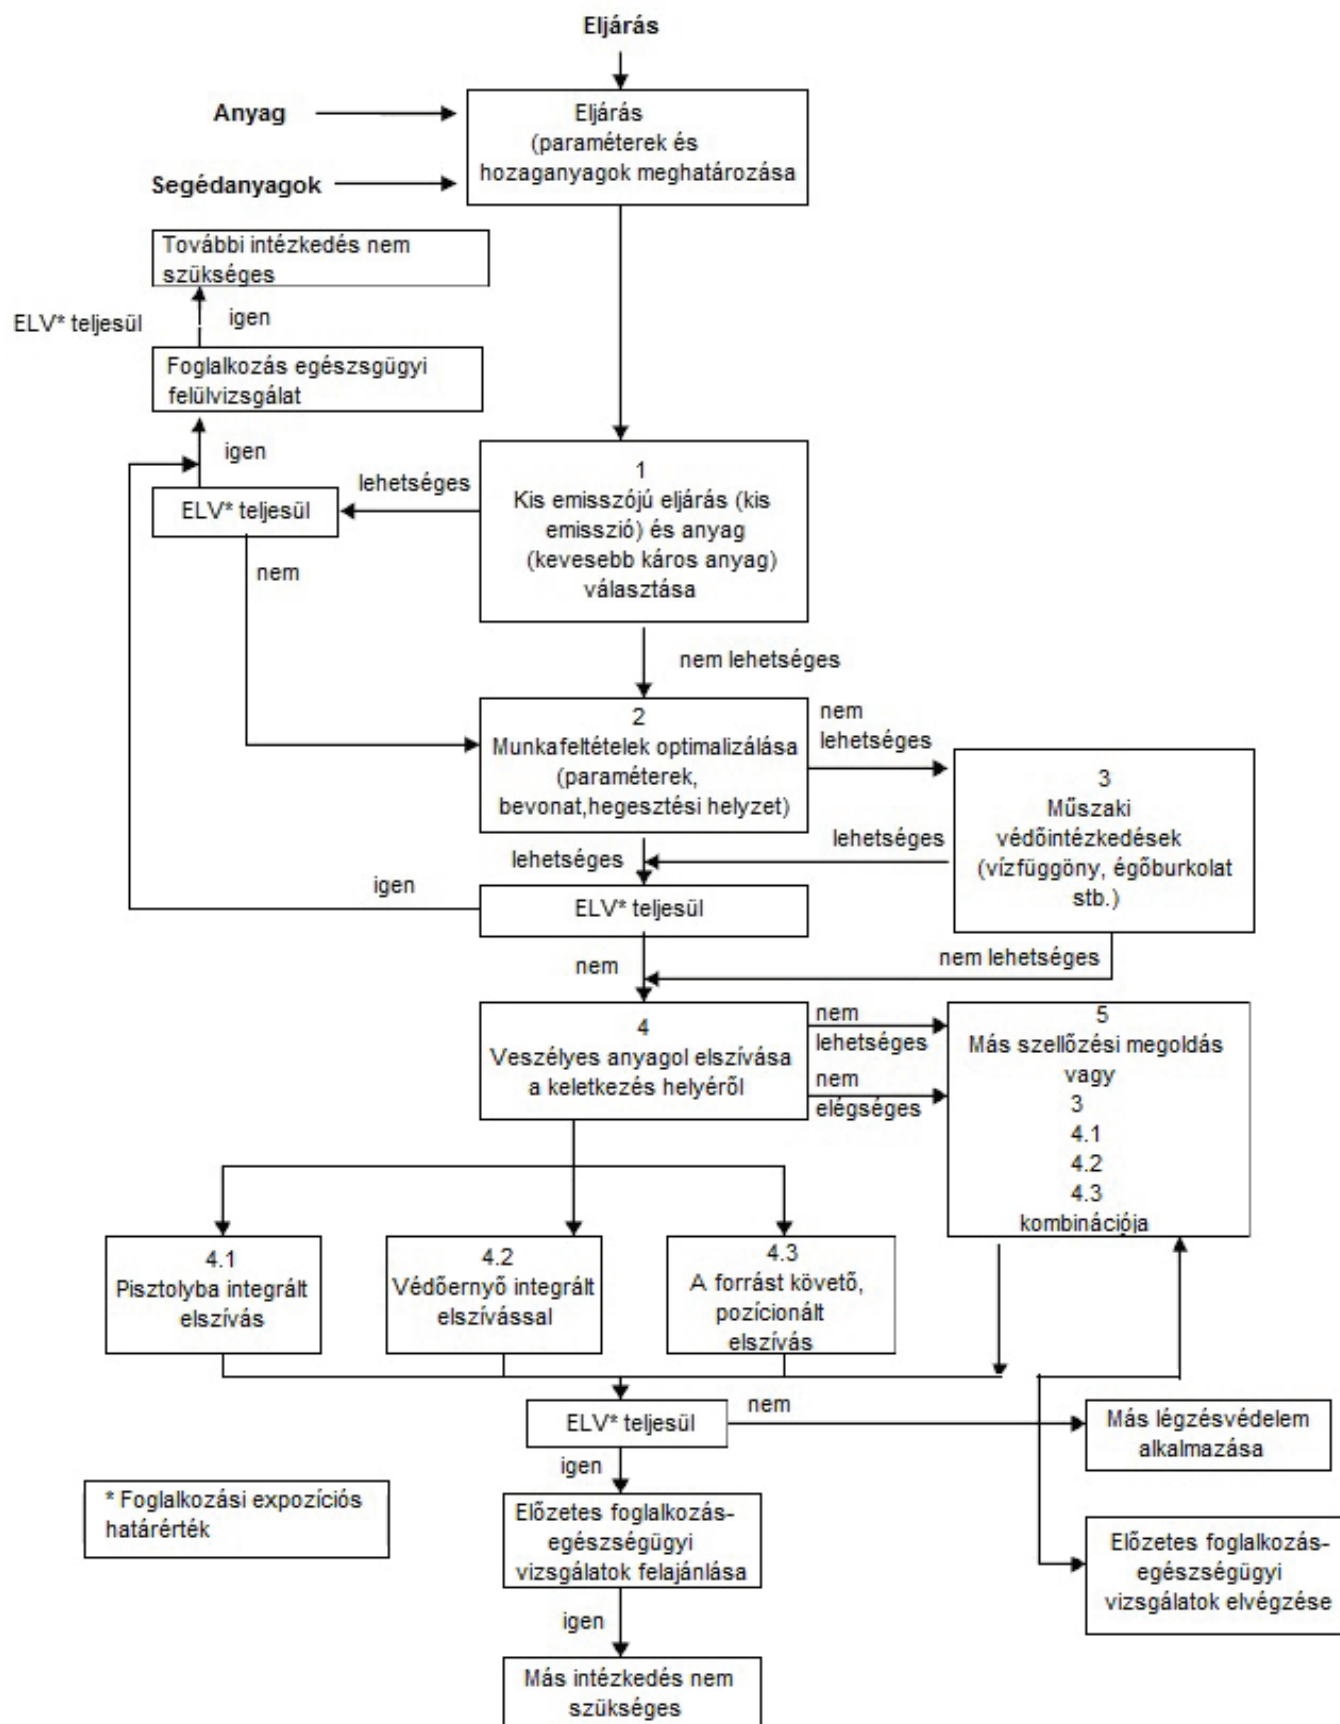 Eljárás
Anyag
Eljárás
(paraméterek és
hozaganyagok meghatározása
Segédanyagok
További intézkedés nem
szükséges
ELV* teljesül
igen
Foglalkozás egészsgügyi
felülvizsgálat
igen
ELV* teljesül
lehetséges
nem
1
Kis emisszójú eljárás (kis
emisszió) és anyag
(kevesebb káros anyag)
választása
nem lehetséges
2
Munkafeltételek optimalizálása
(paraméterek,
bevonat,hegesztési helyzet)
nem
lehetséges
3
Műszaki
védőintézkedések
(vízfüggöny, égőburkolat
stb.)
lehetséges
lehetséges
igen
ELV* teljesül
nem
nem lehetséges
4
Veszélyes anyagol elszívása
a keletkezés helyéről
nem
lehetséges
nem
elégséges
5
Más szellőzési megoldás
vagy
3
4.1
4.2
4.3
kombinációja
4.1
Pisztolyba integrált
elszívás
4.2
Védőernyő integrált
elszívással
4.3
A forrást követő,
pozícionált
elszívás
ELV* teljesül
nem
Más légzésvédelem
alkalmazása
igen
* Foglalkozási expozíciós
határérték
Előzetes foglalkozás-
egészségügyi
vizsgálatok felajánlása
Előzetes foglalkozás-
egészségügyi
vizsgálatok elvégzése
igen
Más intézkedés nem
szükséges